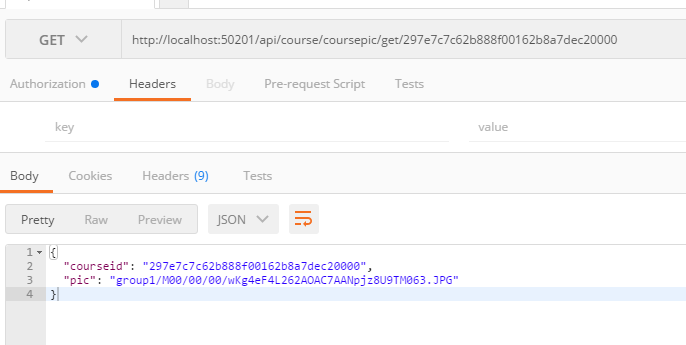 GET http://localhost:50201/api/course/coursepic/get/297e7c7c62b888f00162b8a7dec20000
Authorization Headers Body Pre-request Script Tests
key value
Body Cookies Headers (9) Tests
Pretty Raw Preview JSON
1 {
2 "courseid": "297e7c7c62b888f00162b8a7dec20000",
3 "pic": "group1/M00/00/00/wKg4eF4L262AOAC7AANpjz8U9TM063.JPG"
4 }